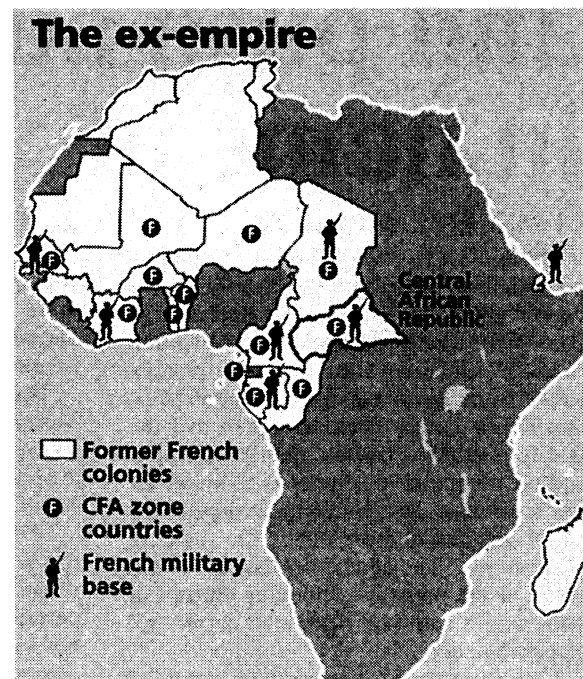 The ex-empire
F
F
F
F
F
F
F
F
Central
African
Republic
F
F
F
F
F
F
Former French
colonies
F CFA zone
countries
French military
base